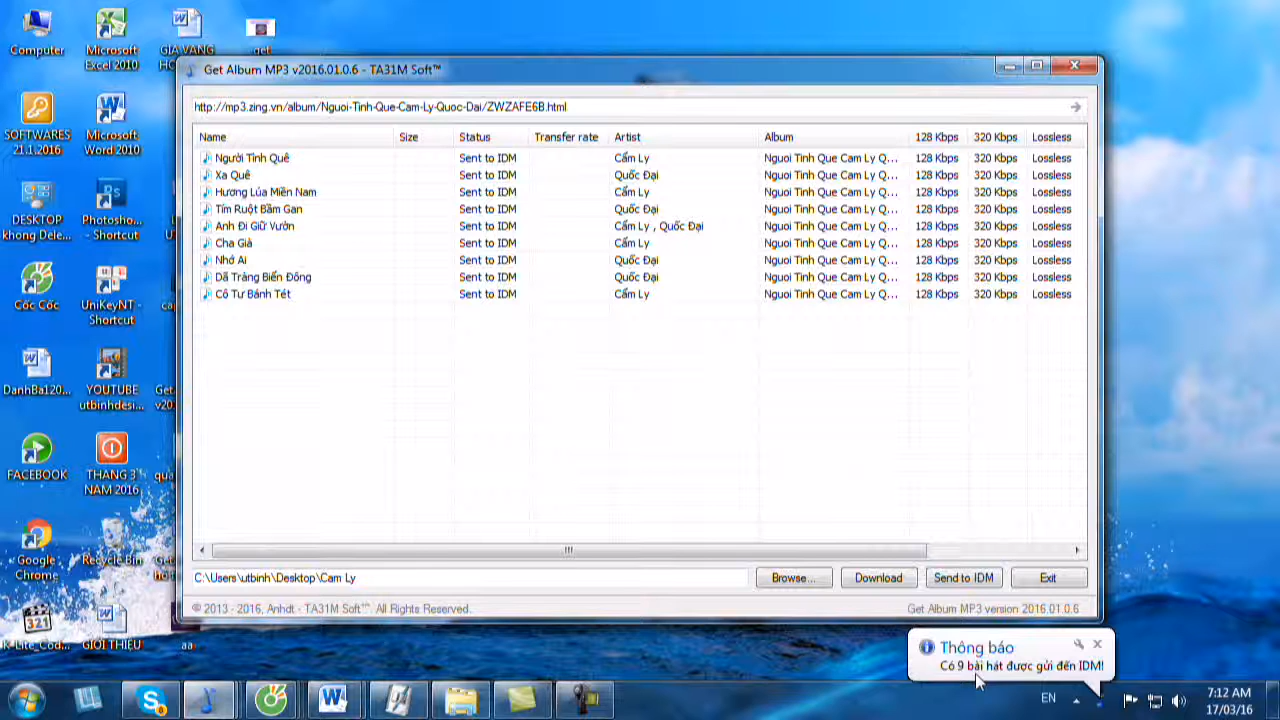 Computer
Microsoft
Excel 2010
GIA VANG
get
SOFTWARES
21.1.2016
Microsoft
Word 2010
DESKTOP
khong Dele...
Photosho...
- Shortcut
Cốc Cốc
UniKeyNT -
Shortcut
DanhBa120...
YOUTUBE
utbinhdesi...
FACEBOOK
THANG 3
NAM 2016
Google
Chrome
Recycle Bin
K-Lite_Cod...
GIỚI THIỆU
aa
Get Album MP3 v2016.01.0.6 - TA31M Soft™
http://mp3.zing.vn/album/Nguoi-Tinh-Que-Cam-Ly-Quoc-Dai/ZWZAFE6B.html
Name Size Status Transfer rate Artist Album 128 Kbps 320 Kbps Lossless
Người Tình Quê Sent to IDM Cẩm Ly Nguoi Tinh Que Cam Ly Q... 128 Kbps 320 Kbps Lossless
Xa Quê Sent to IDM Quốc Đại Nguoi Tinh Que Cam Ly Q... 128 Kbps 320 Kbps Lossless
Hương Lúa Miền Nam Sent to IDM Cẩm Ly Nguoi Tinh Que Cam Ly Q... 128 Kbps 320 Kbps Lossless
Tím Ruột Bầm Gan Sent to IDM Quốc Đại Nguoi Tinh Que Cam Ly Q... 128 Kbps 320 Kbps Lossless
Anh Đi Giữ Vườn Sent to IDM Cẩm Ly , Quốc Đại Nguoi Tinh Que Cam Ly Q... 128 Kbps 320 Kbps Lossless
Cha Già Sent to IDM Cẩm Ly Nguoi Tinh Que Cam Ly Q... 128 Kbps 320 Kbps Lossless
Nhớ Ai Sent to IDM Quốc Đại Nguoi Tinh Que Cam Ly Q... 128 Kbps 320 Kbps Lossless
Dã Tràng Biển Đông Sent to IDM Quốc Đại Nguoi Tinh Que Cam Ly Q... 128 Kbps 320 Kbps Lossless
Cô Tư Bánh Tét Sent to IDM Cẩm Ly Nguoi Tinh Que Cam Ly Q... 128 Kbps 320 Kbps Lossless
C:\Users\utbinh\Desktop\Cam Ly Browse... Download Send to IDM Exit
© 2013 - 2016, Anhdt - TA31M Soft™. All Rights Reserved. Get Album MP3 version 2016.01.0.6
Thông báo
Có 9 bài hát được gửi đến IDM!
EN
7:12 AM
17/03/16